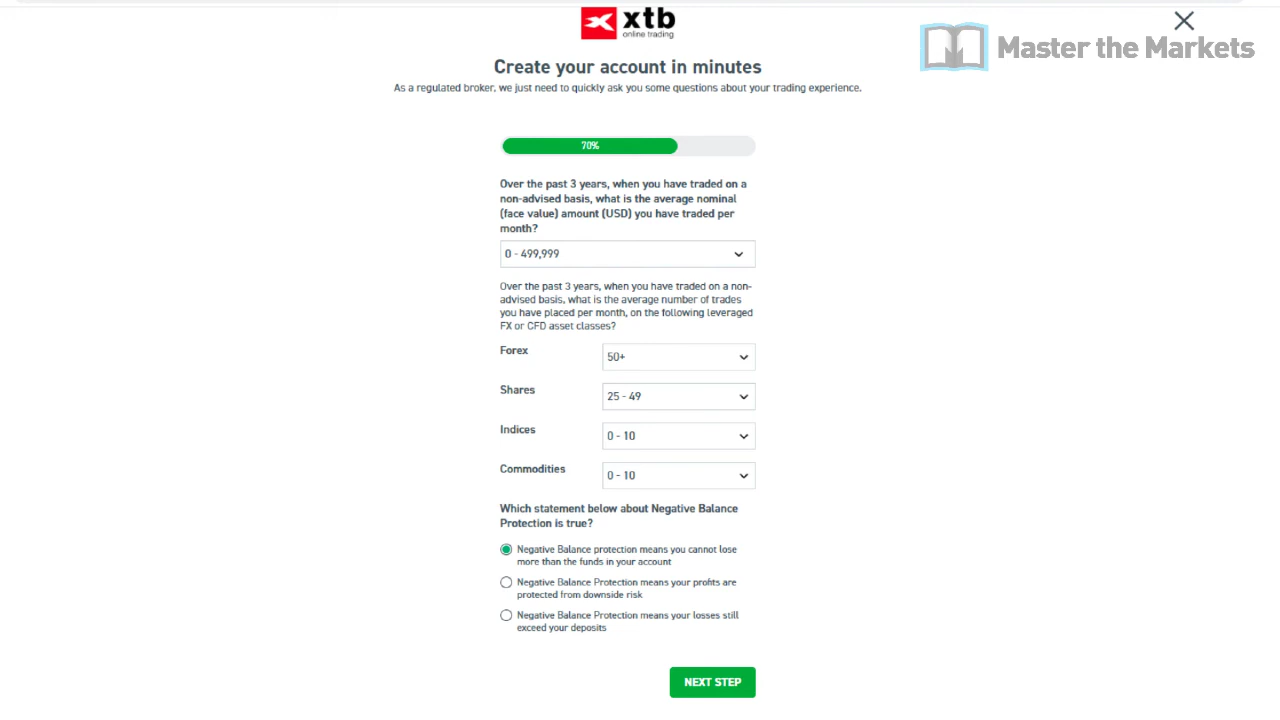 xtb
online trading
Master the Markets
Create your account in minutes
As a regulated broker, we just need to quickly ask you some questions about your trading experience.
70%
Over the past 3 years, when you have traded on a
non-advised basis, what is the average nominal
(face value) amount (USD) you have traded per
month?
0 - 499,999
Over the past 3 years, when you have traded on a non-
advised basis, what is the average number of trades
you have placed per month, on the following leveraged
FX or CFD asset classes?
Forex
50+
Shares
25 - 49
Indices
0 - 10
Commodities
0 - 10
Which statement below about Negative Balance
Protection is true?
Negative Balance protection means you cannot lose
more than the funds in your account
Negative Balance Protection means your profits are
protected from downside risk
Negative Balance Protection means your losses still
exceed your deposits
NEXT STEP